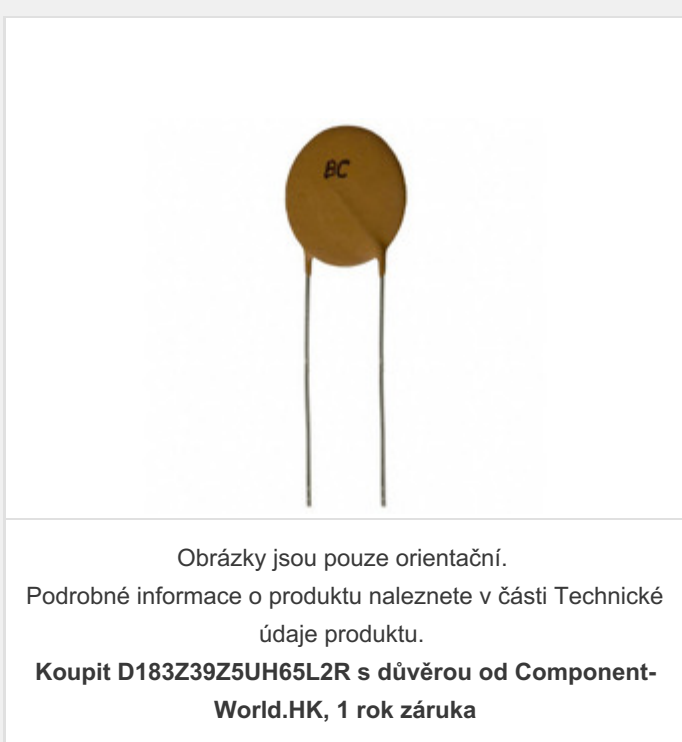 BC
Obrázky jsou pouze orientační.
Podrobné informace o produktu naleznete v části Technické
údaje produktu.
Koupit D183Z39Z5UH65L2R s důvěrou od Component-
World.HK, 1 rok záruka